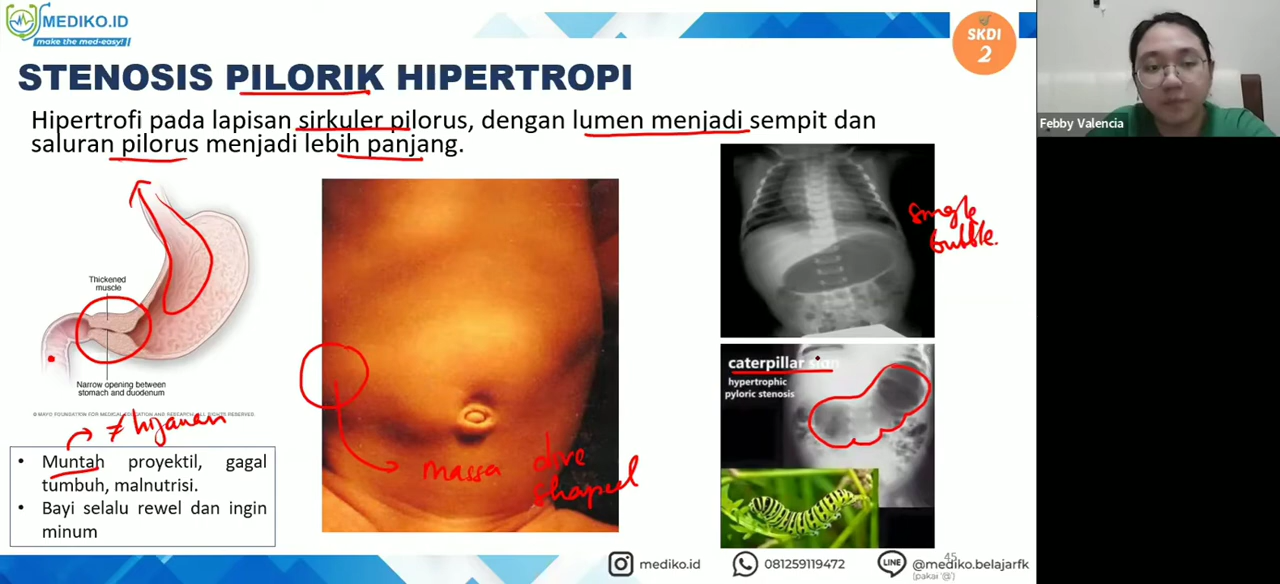 MEDIKO.ID
make the med-easy!
SKDI
2
STENOSIS PILORIK HIPERTROPI
Hipertrofi pada lapisan sirkuler pilorus, dengan lumen menjadi sempit dan
saluran pilorus menjadi lebih panjang.
Thickened
muscle
Narrow opening between
stomach and duodenum
© MAYO FOUNDATION FOR MEDICAL EDUCATION AND RESEARCH. ALL RIGHTS RESERVED.
≠ hijauan
• Muntah proyektil, gagal
tumbuh, malnutrisi.
• Bayi selalu rewel dan ingin
minum
massa olive
shaped
single
bubble.
caterpillar sign
hypertrophic
pyloric stenosis
mediko.id
081259119472
45
@mediko.belajarfk
(pakai '@')
Febby Valencia